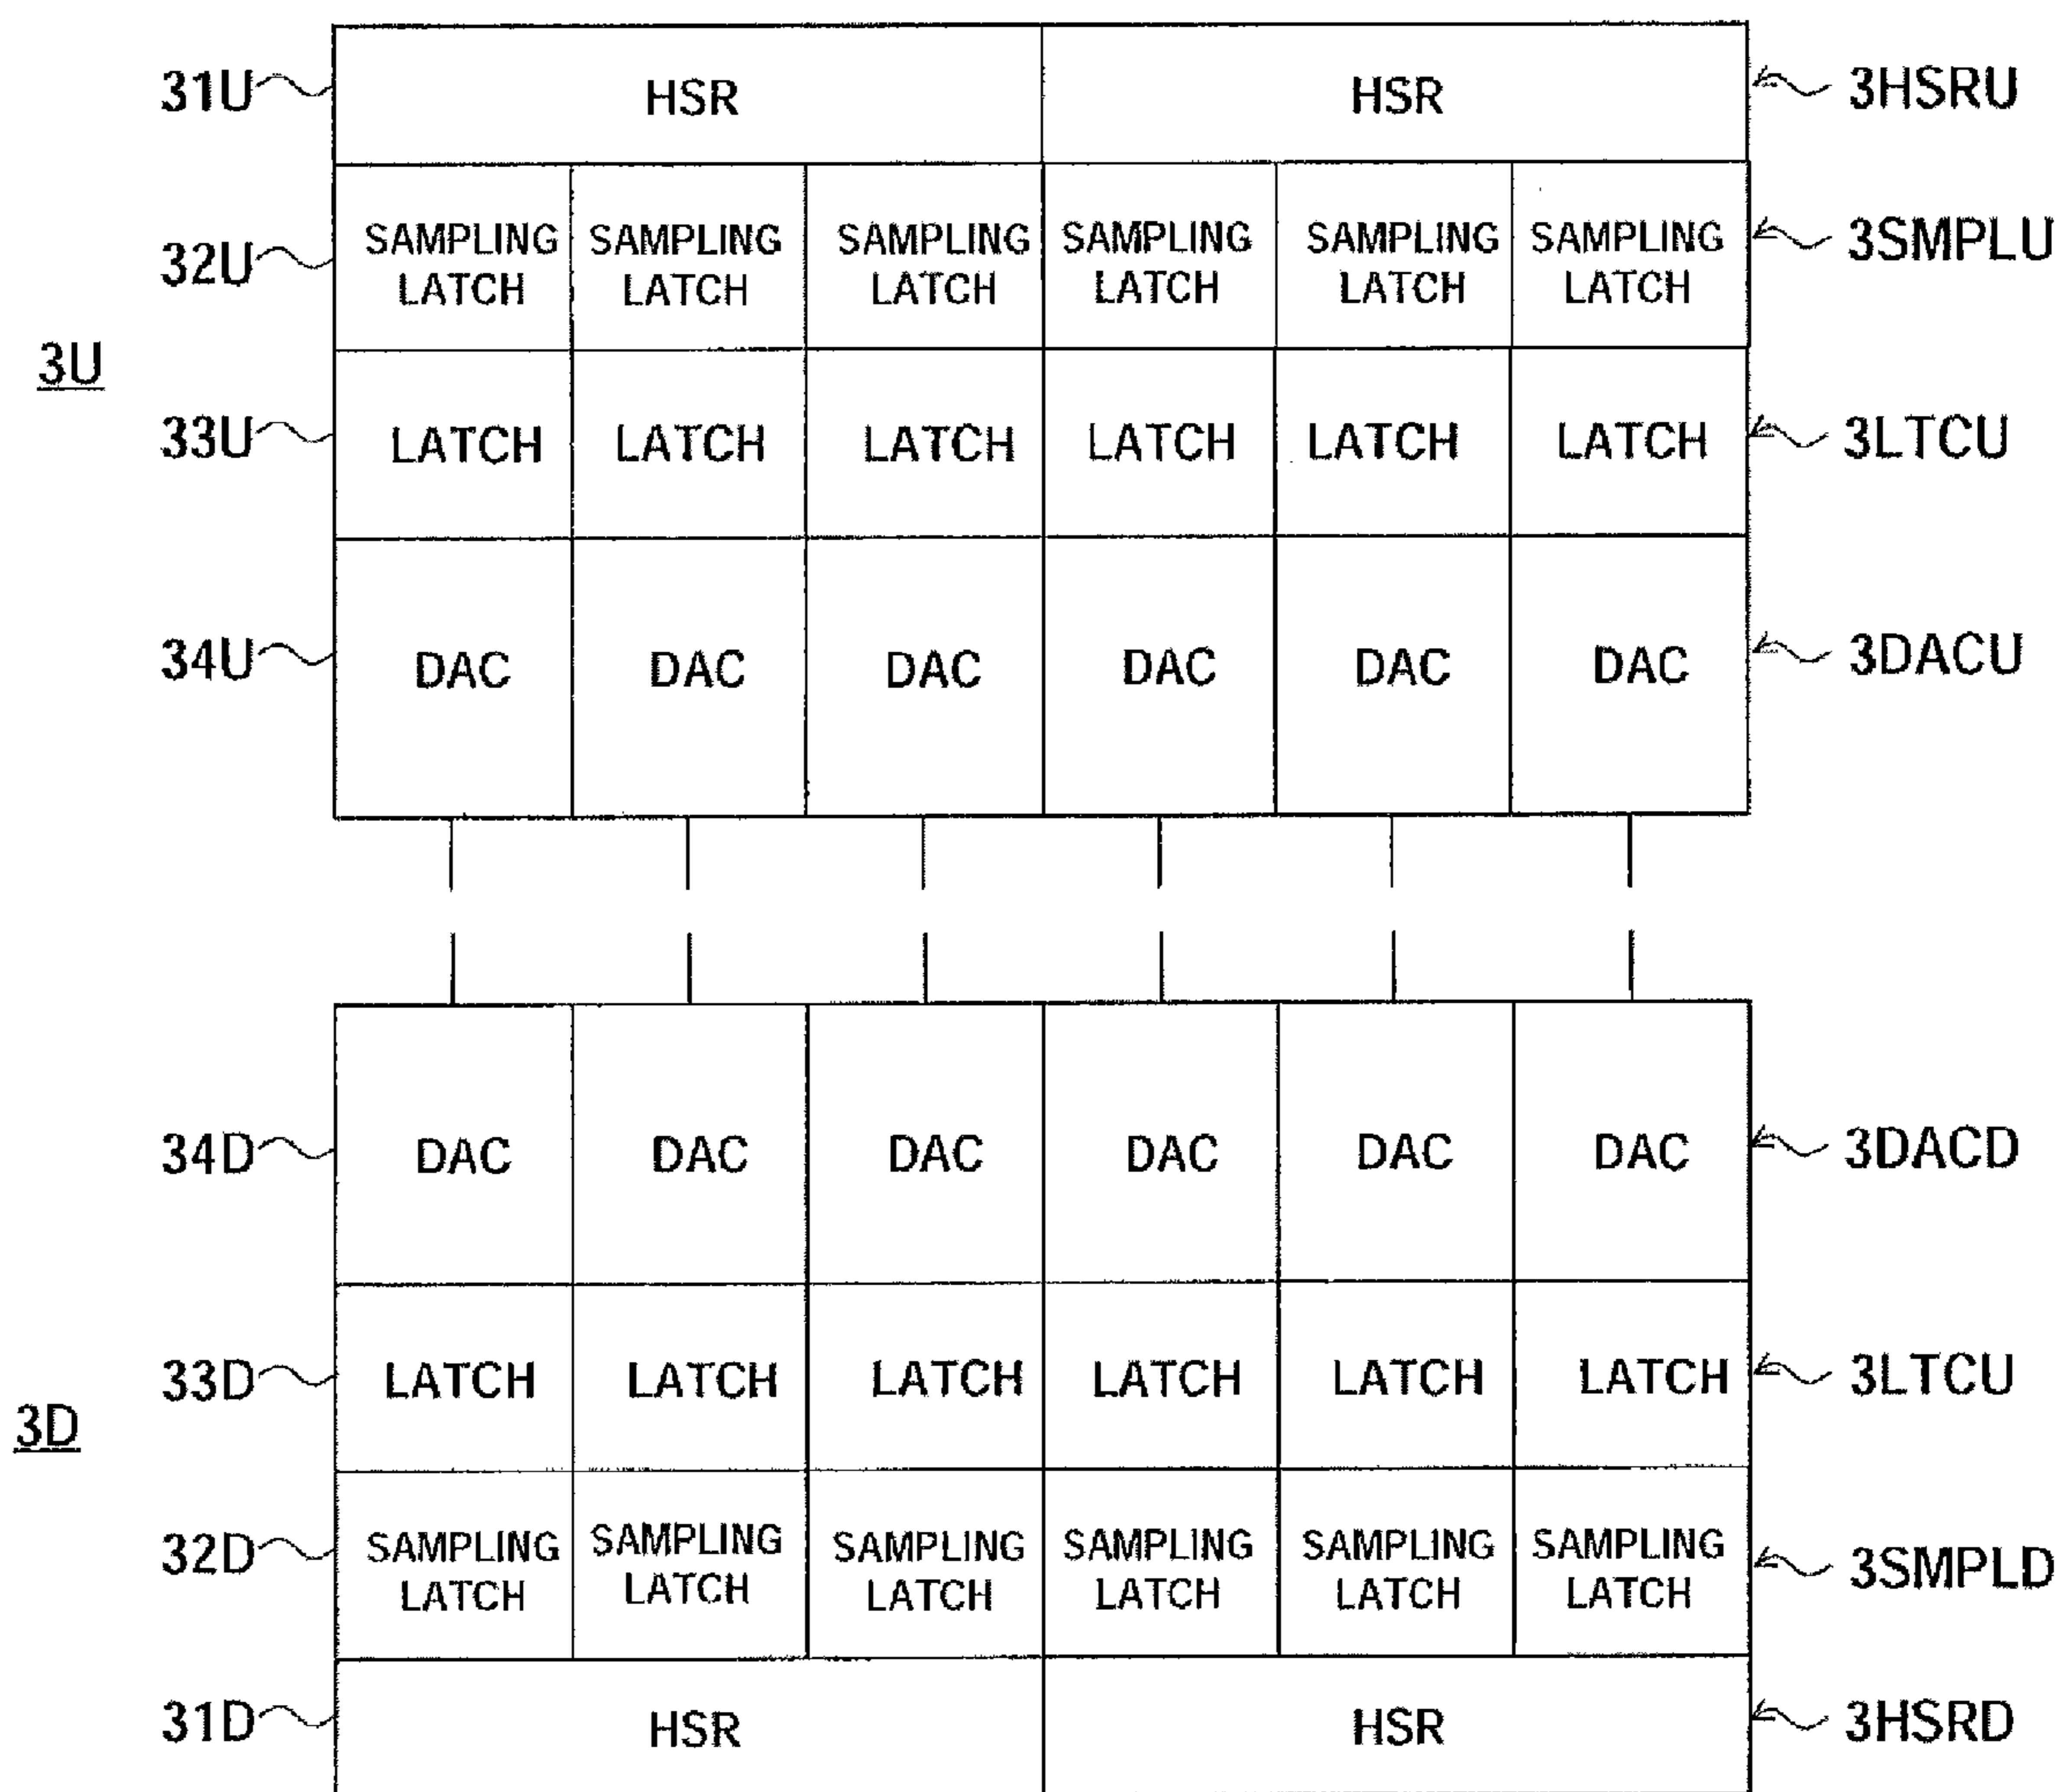 31U HSR HSR 3HSRU
32U SAMPLING LATCH SAMPLING LATCH SAMPLING LATCH SAMPLING LATCH SAMPLING LATCH SAMPLING LATCH 3SMPLU
3U
33U LATCH LATCH LATCH LATCH LATCH LATCH 3LTCU
34U DAC DAC DAC DAC DAC DAC 3DACU
34D DAC DAC DAC DAC DAC DAC 3DACD
33D LATCH LATCH LATCH LATCH LATCH LATCH 3LTCU
3D
32D SAMPLING LATCH SAMPLING LATCH SAMPLING LATCH SAMPLING LATCH SAMPLING LATCH SAMPLING LATCH 3SMPLD
31D HSR HSR 3HSRD